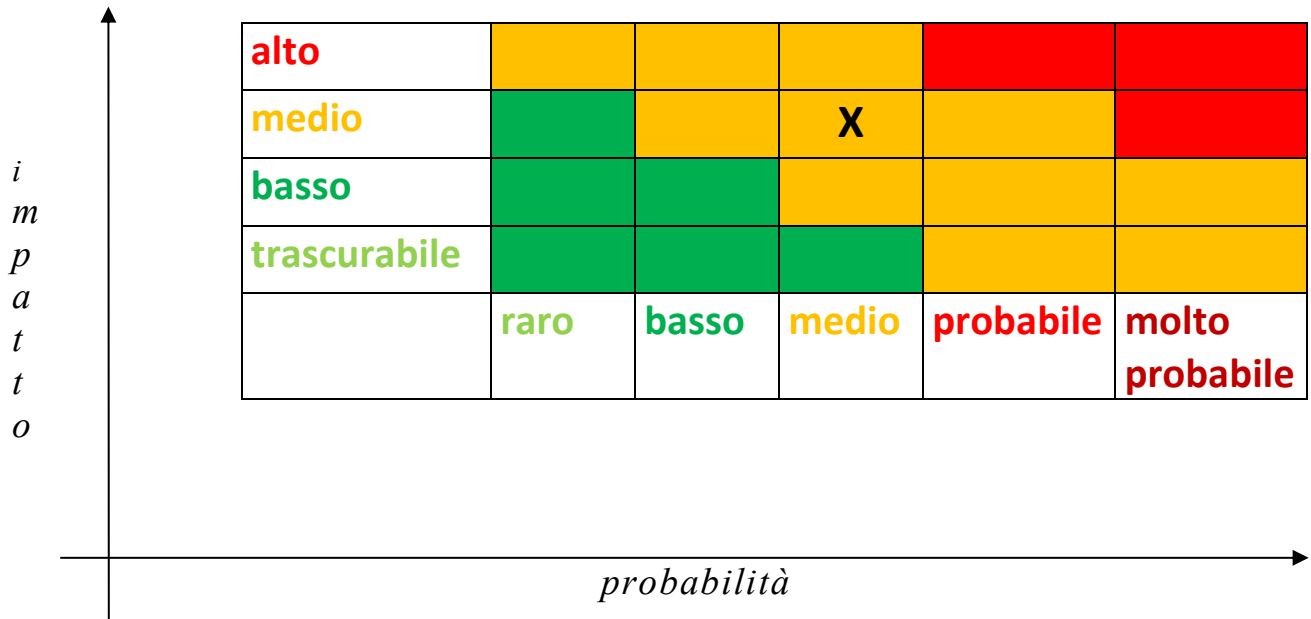 alto
medio
X
basso
trascurabile
raro basso medio probabile molto
probabile
i
m
p
a
t
t
o
probabilità